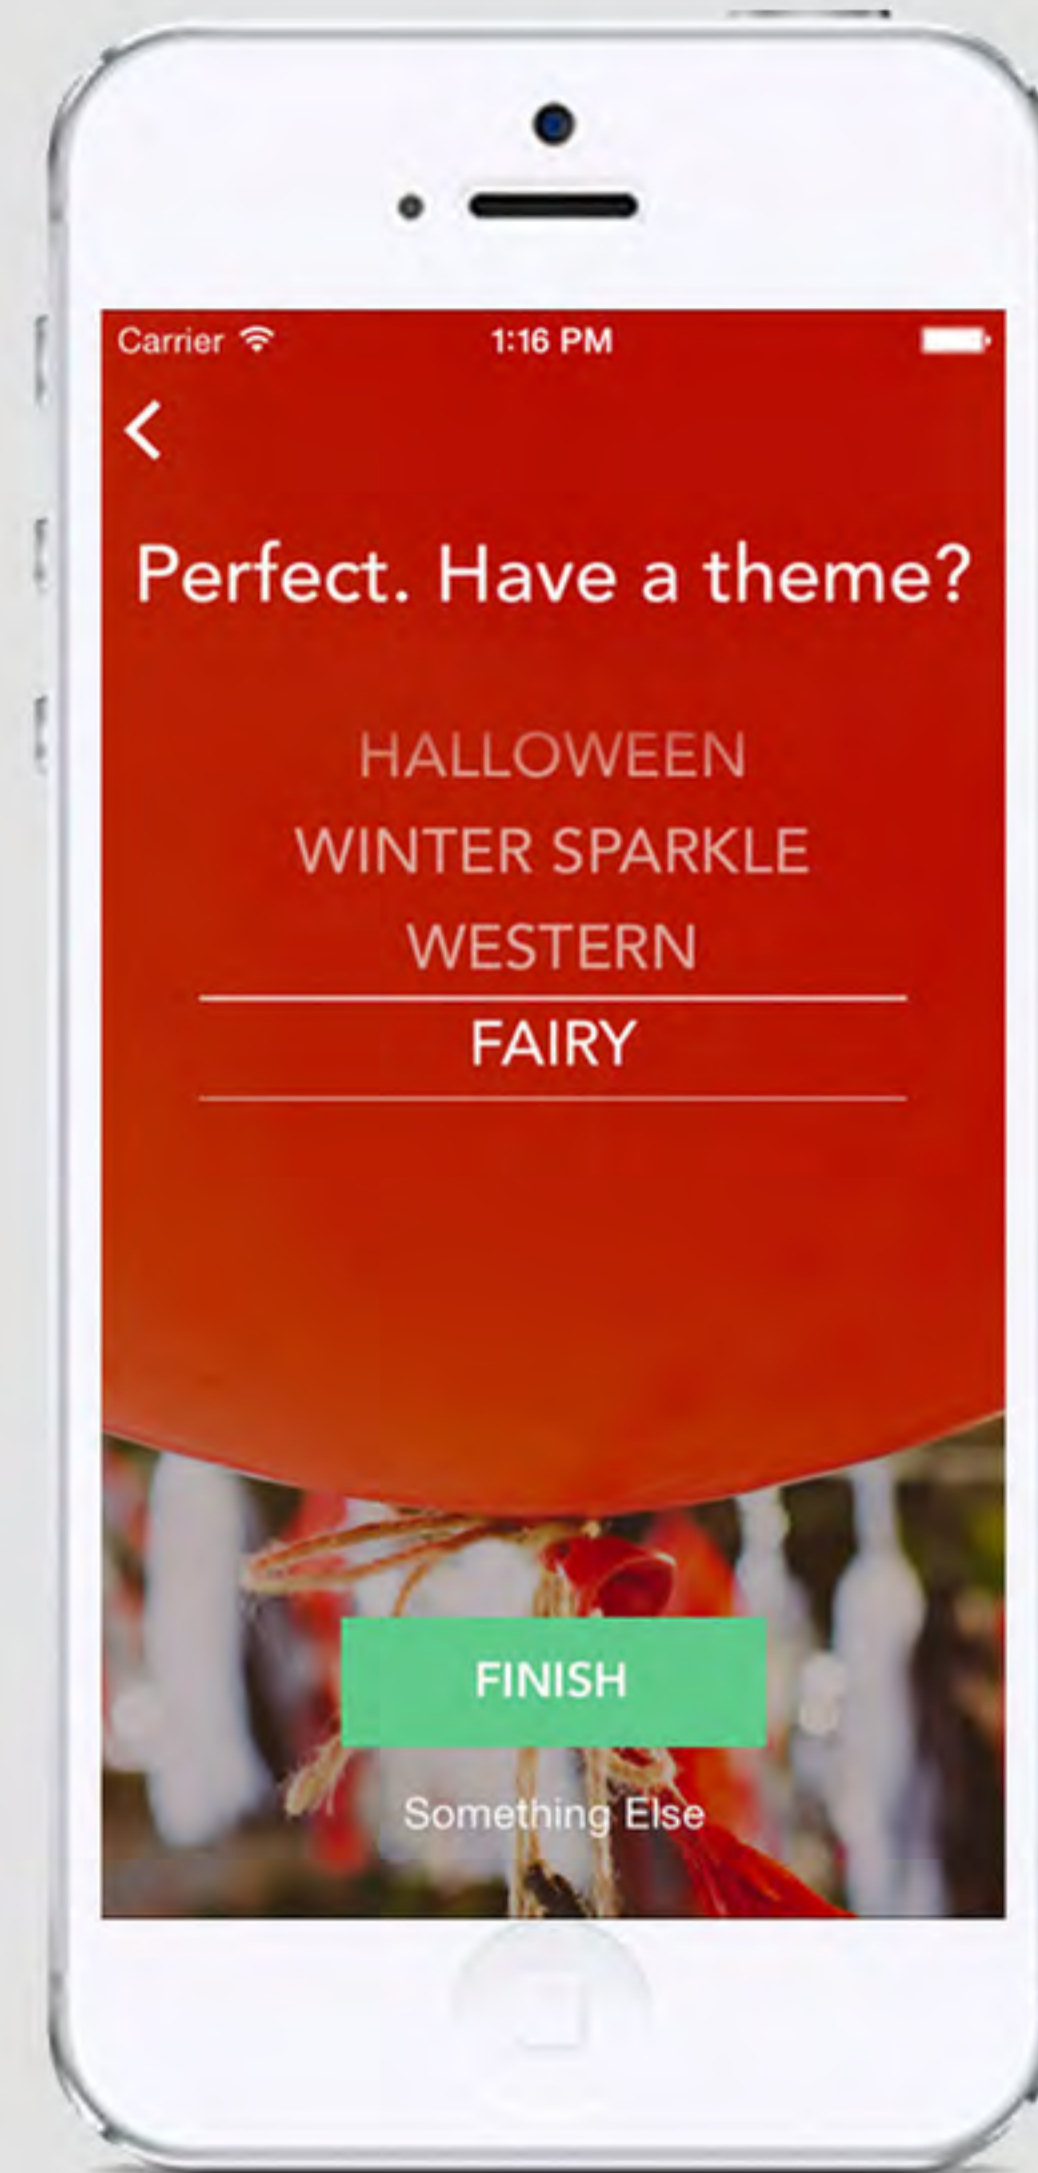 Carrier
1:16 PM
Perfect. Have a theme?
HALLOWEEN
WINTER SPARKLE
WESTERN
FAIRY
FINISH
Something Else